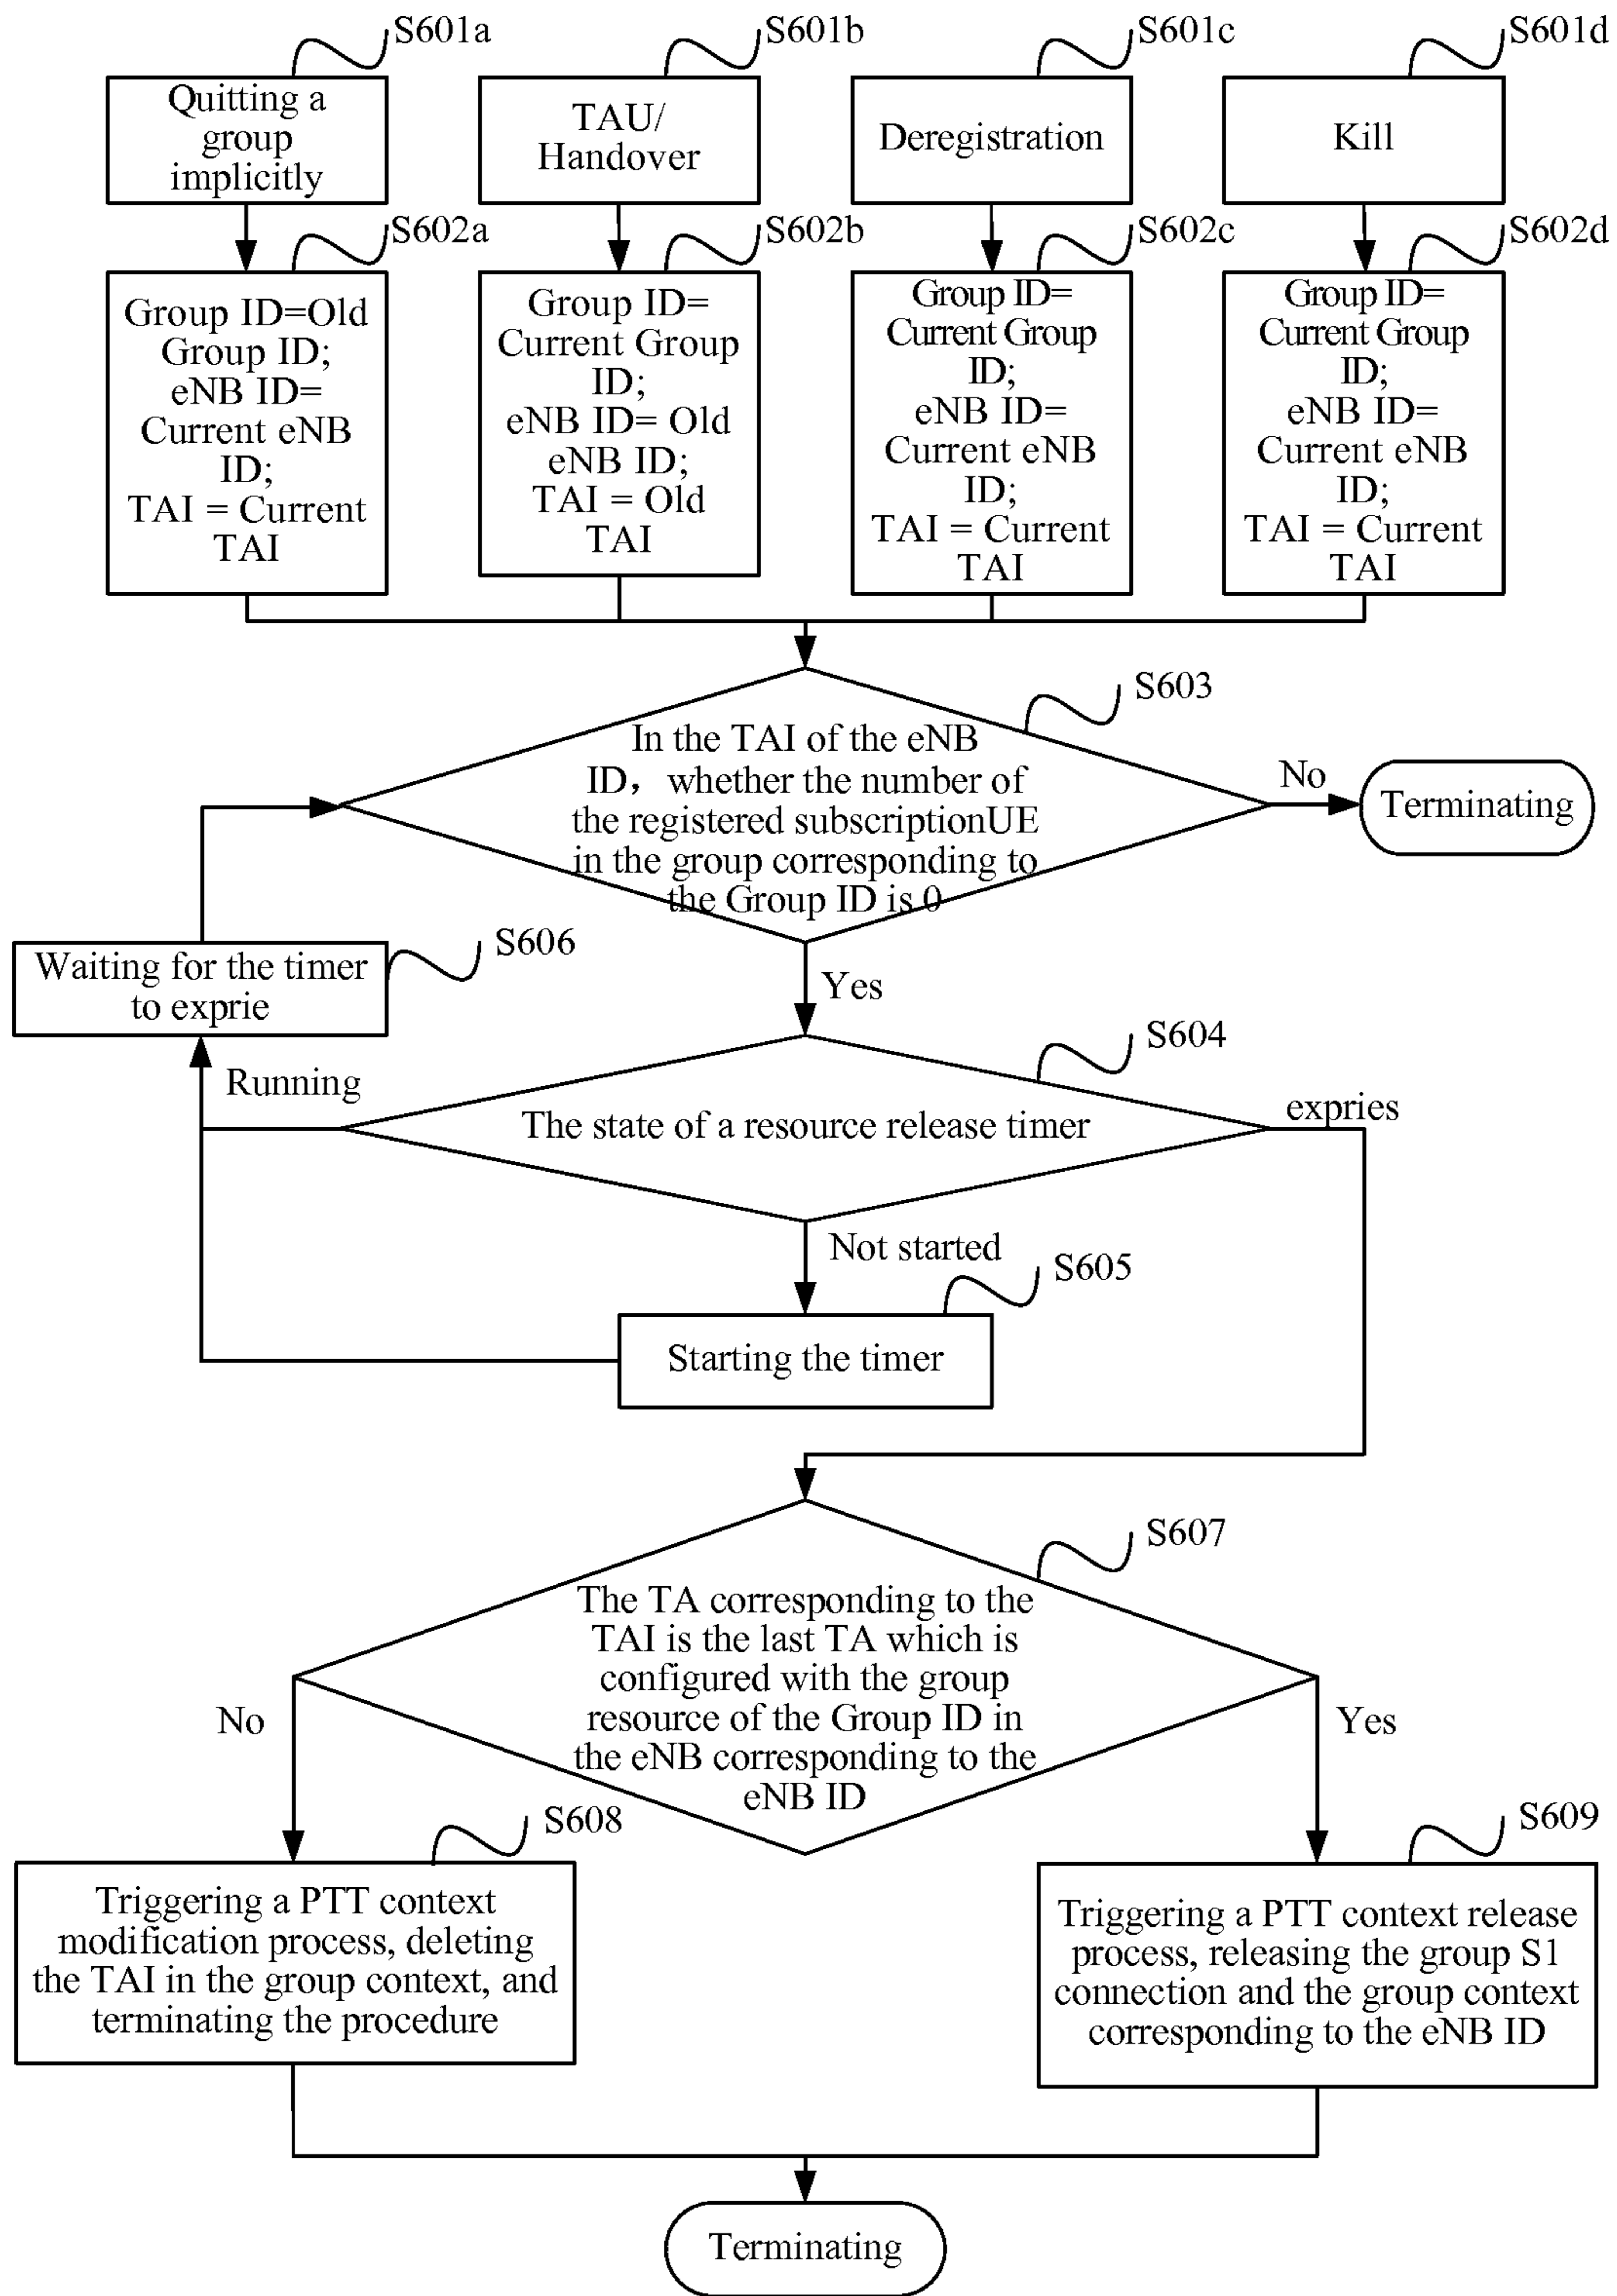 S601a
S601b
S601c
S601d
Quitting a
group
implicitly
TAU/
Handover
Deregistration
Kill
S602a
S602b
S602c
S602d
Group ID=Old
Group ID;
eNB ID=
Current eNB
ID;
TAI = Current
TAI
Group ID=
Current Group
ID;
eNB ID= Old
eNB ID;
TAI = Old
TAI
Group ID=
Current Group
ID;
eNB ID=
Current eNB
ID;
TAI = Current
TAI
Group ID=
Current Group
ID;
eNB ID=
Current eNB
ID;
TAI = Current
TAI
S603
In the TAI of the eNB
ID，whether the number of
the registered subscriptionUE
in the group corresponding to
the Group ID is 0
No
Terminating
S606
Waiting for the timer
to exprie
Yes
S604
Running
The state of a resource release timer
expries
Not started
S605
Starting the timer
S607
The TA corresponding to the
TAI is the last TA which is
configured with the group
resource of the Group ID in
the eNB corresponding to the
eNB ID
No
Yes
S608
S609
Triggering a PTT context
modification process, deleting
the TAI in the group context, and
terminating the procedure
Triggering a PTT context release
process, releasing the group S1
connection and the group context
corresponding to the eNB ID
Terminating